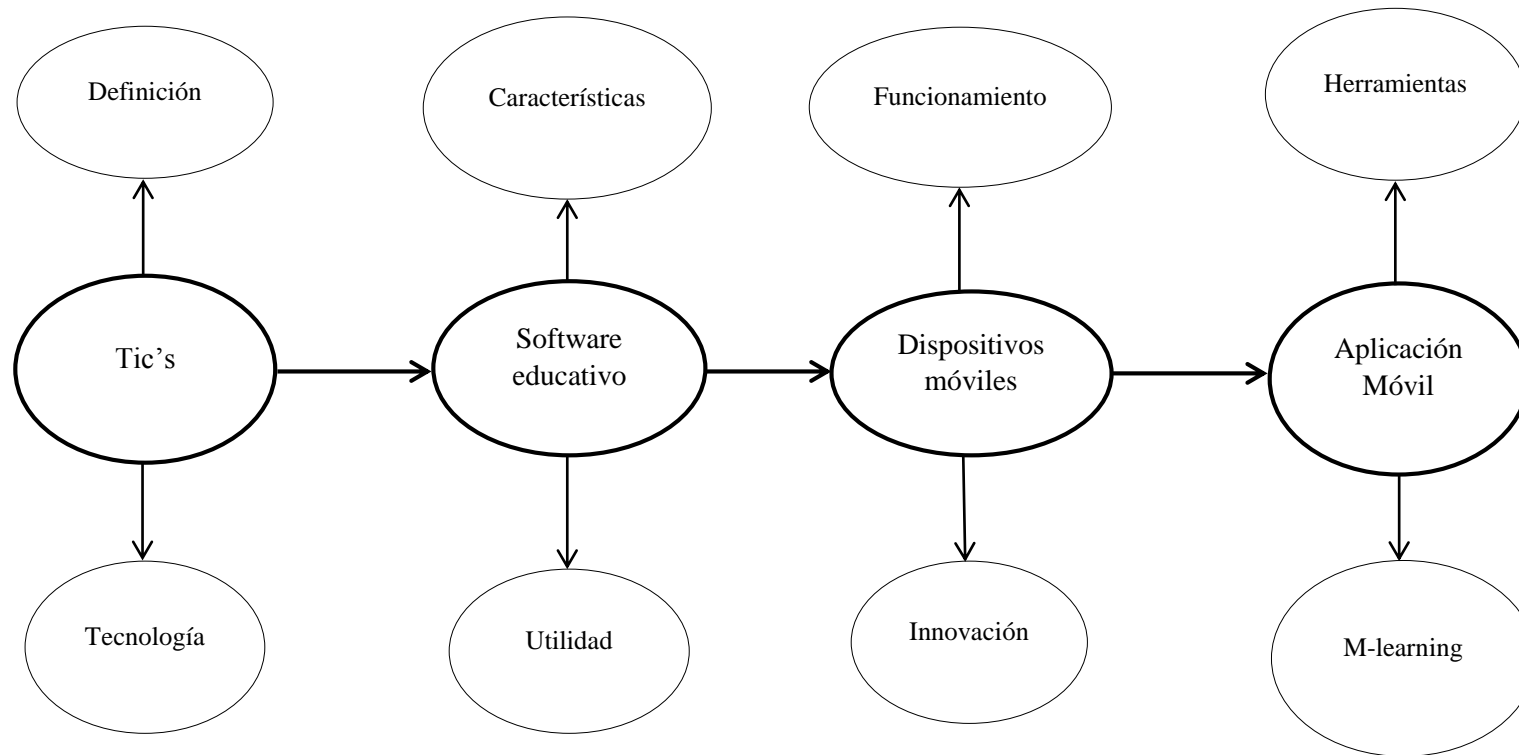 Definición
Características
Funcionamiento
Herramientas
Tic’s
Software
educativo
Dispositivos
móviles
Aplicación
Móvil
Tecnología
Utilidad
Innovación
M-learning